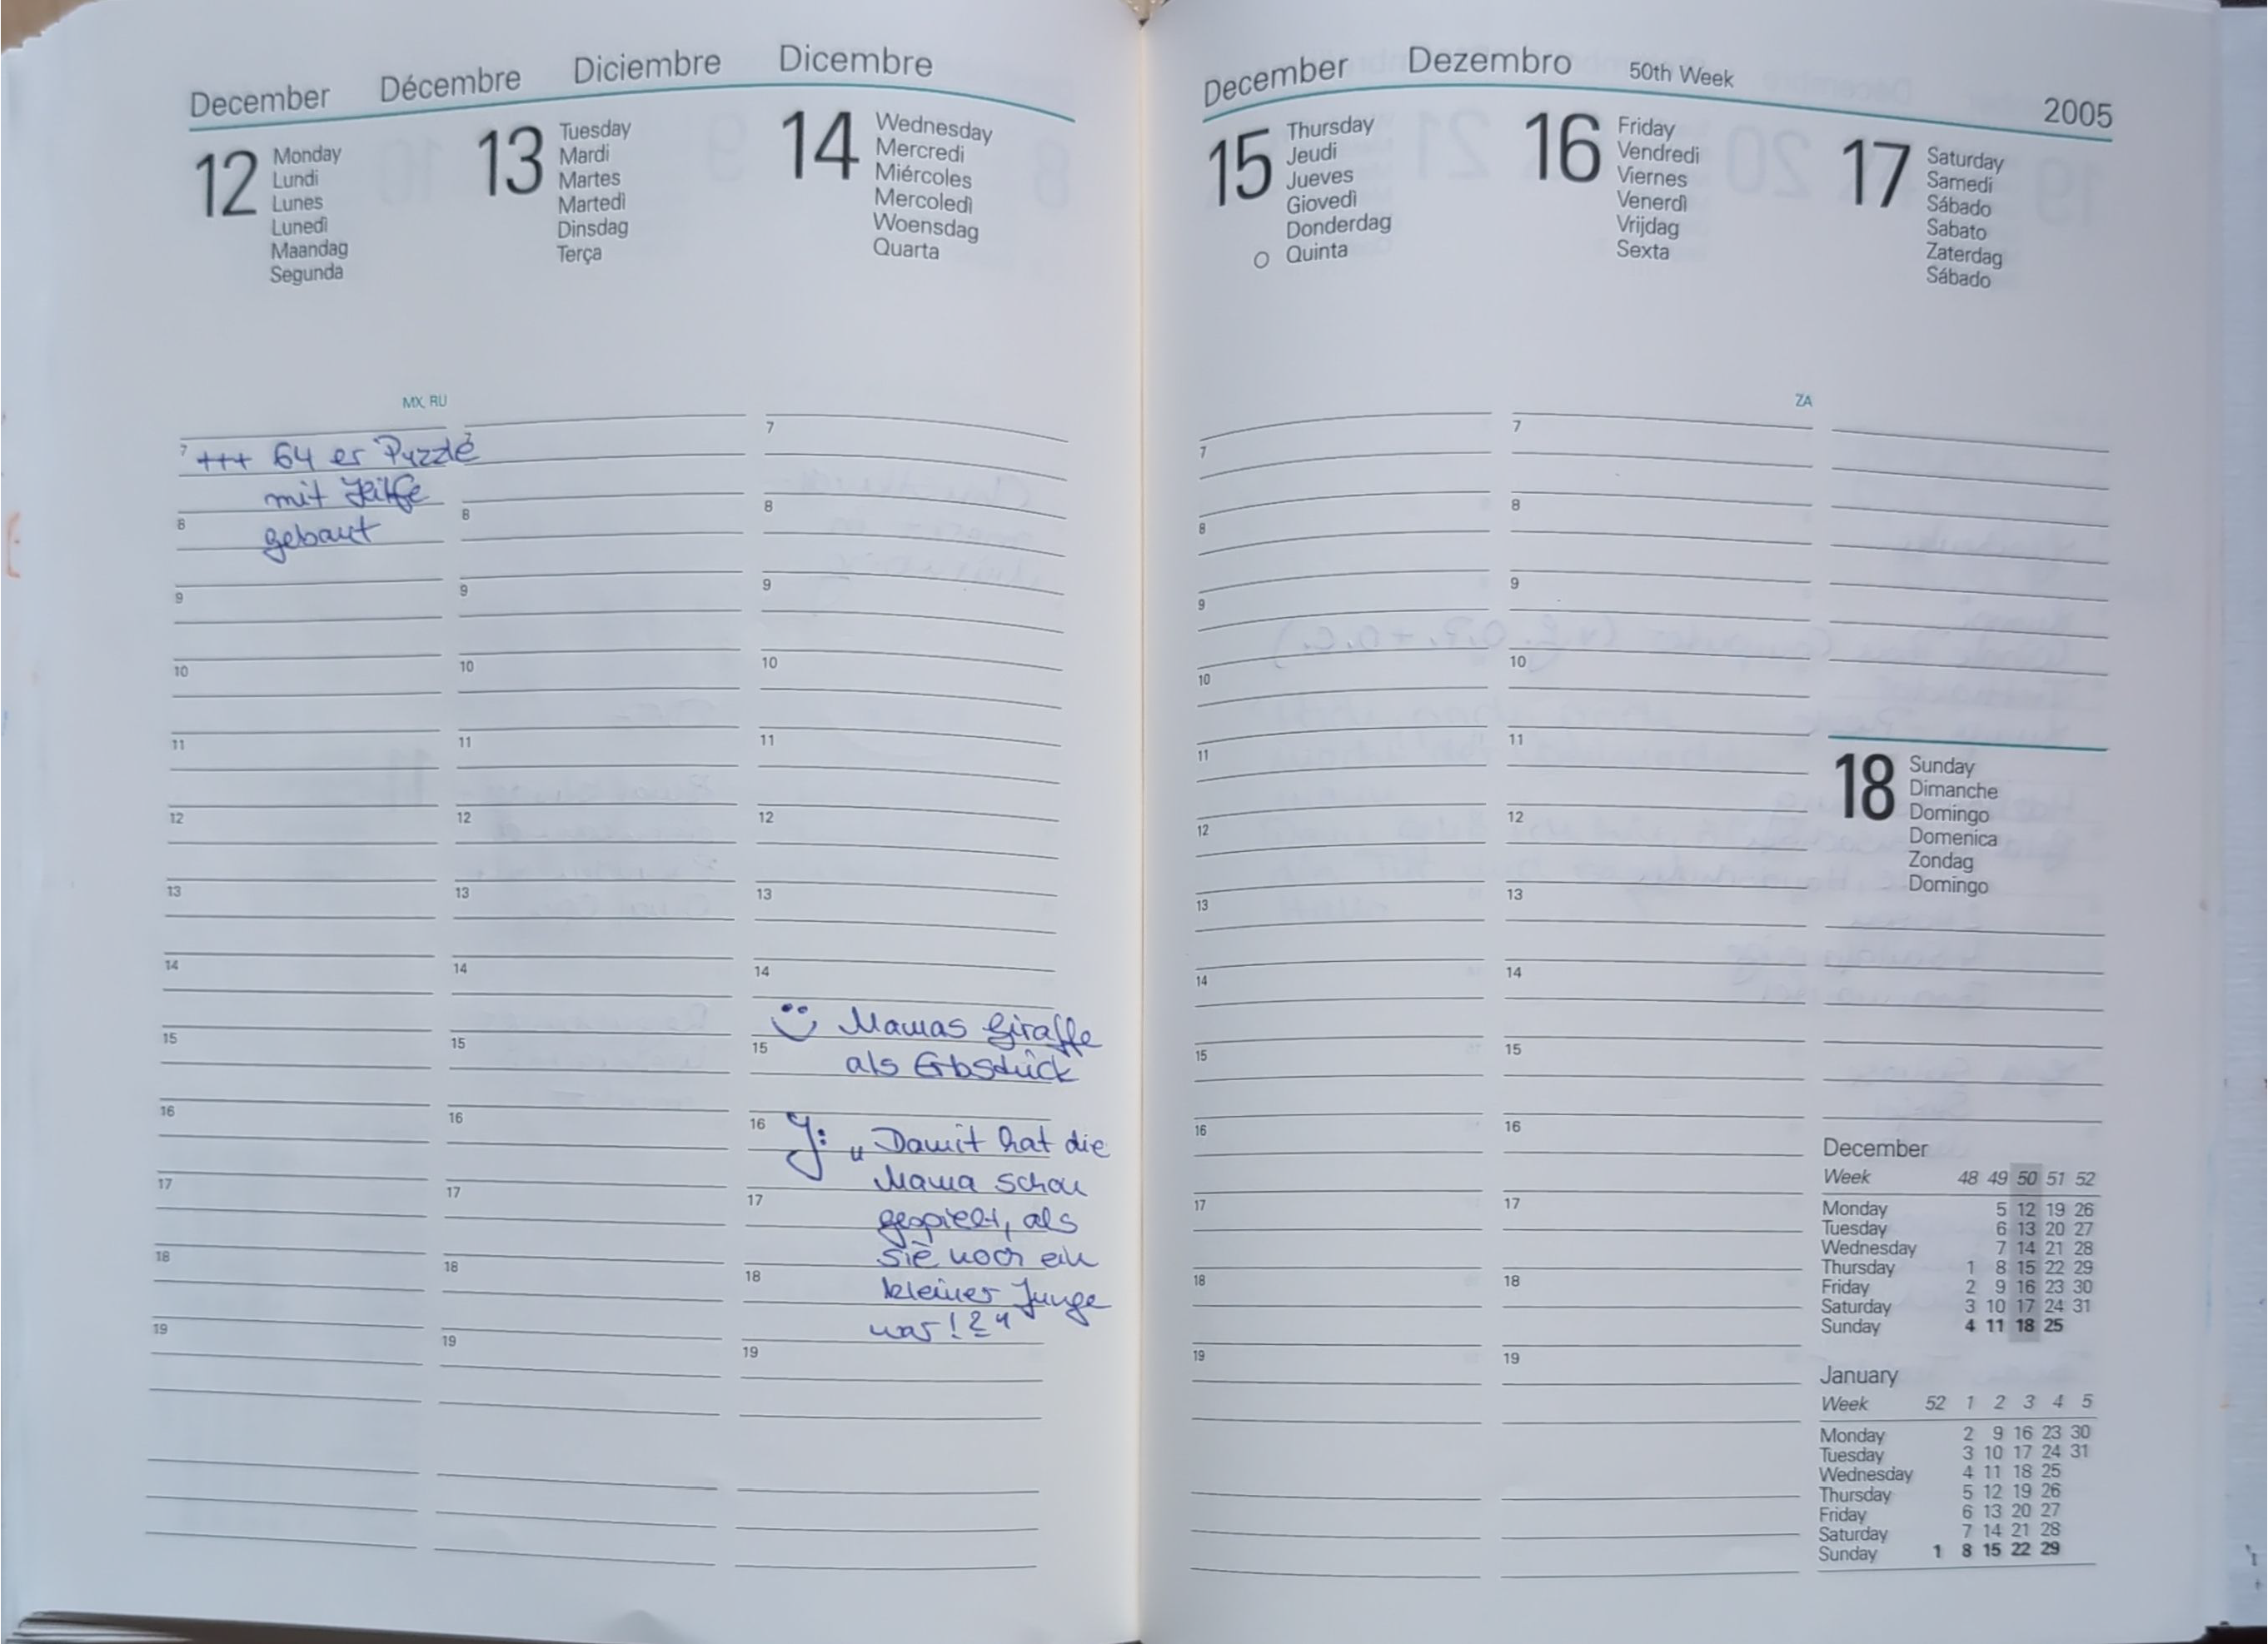 December Décembre Diciembre Dicembre
12
Monday
Lundi
Lunes
Lunedì
Maandag
Segunda
13
Tuesday
Mardi
Martes
Martedì
Dinsdag
Terça
14
Wednesday
Mercredi
Miércoles
Mercoledì
Woensdag
Quarta
MX, RU
7
+++ 64 er Puzzle
mit Hilfe
8
gebaut
9
10
11
12
13
14
15
16
17
18
19
7
8
9
10
11
12
13
14
15
16
17
18
19
7
8
9
10
11
12
13
14
Mamas Giraffe
15
als Erbstück
16
J: „Damit hat die
Mama schon
17
gespielt, als
sie noch ein
18
kleiner Junge
war!?"
19
December Dezembro 50th Week 2005
15
Thursday
Jeudi
Jueves
Giovedì
Donderdag
Quinta
16
Friday
Vendredi
Viernes
Venerdì
Vrijdag
Sexta
17
Saturday
Samedi
Sábado
Sabato
Zaterdag
Sábado
ZA
7
8
9
10
11
12
13
14
15
16
17
18
19
7
8
9
10
11
12
13
14
15
16
17
18
19
18
Sunday
Dimanche
Domingo
Domenica
Zondag
Domingo
December
Week 48 49 50 51 52
Monday 5 12 19 26
Tuesday 6 13 20 27
Wednesday 7 14 21 28
Thursday 1 8 15 22 29
Friday 2 9 16 23 30
Saturday 3 10 17 24 31
Sunday 4 11 18 25
January
Week 52 1 2 3 4 5
Monday 2 9 16 23 30
Tuesday 3 10 17 24 31
Wednesday 4 11 18 25
Thursday 5 12 19 26
Friday 6 13 20 27
Saturday 7 14 21 28
Sunday 1 8 15 22 29